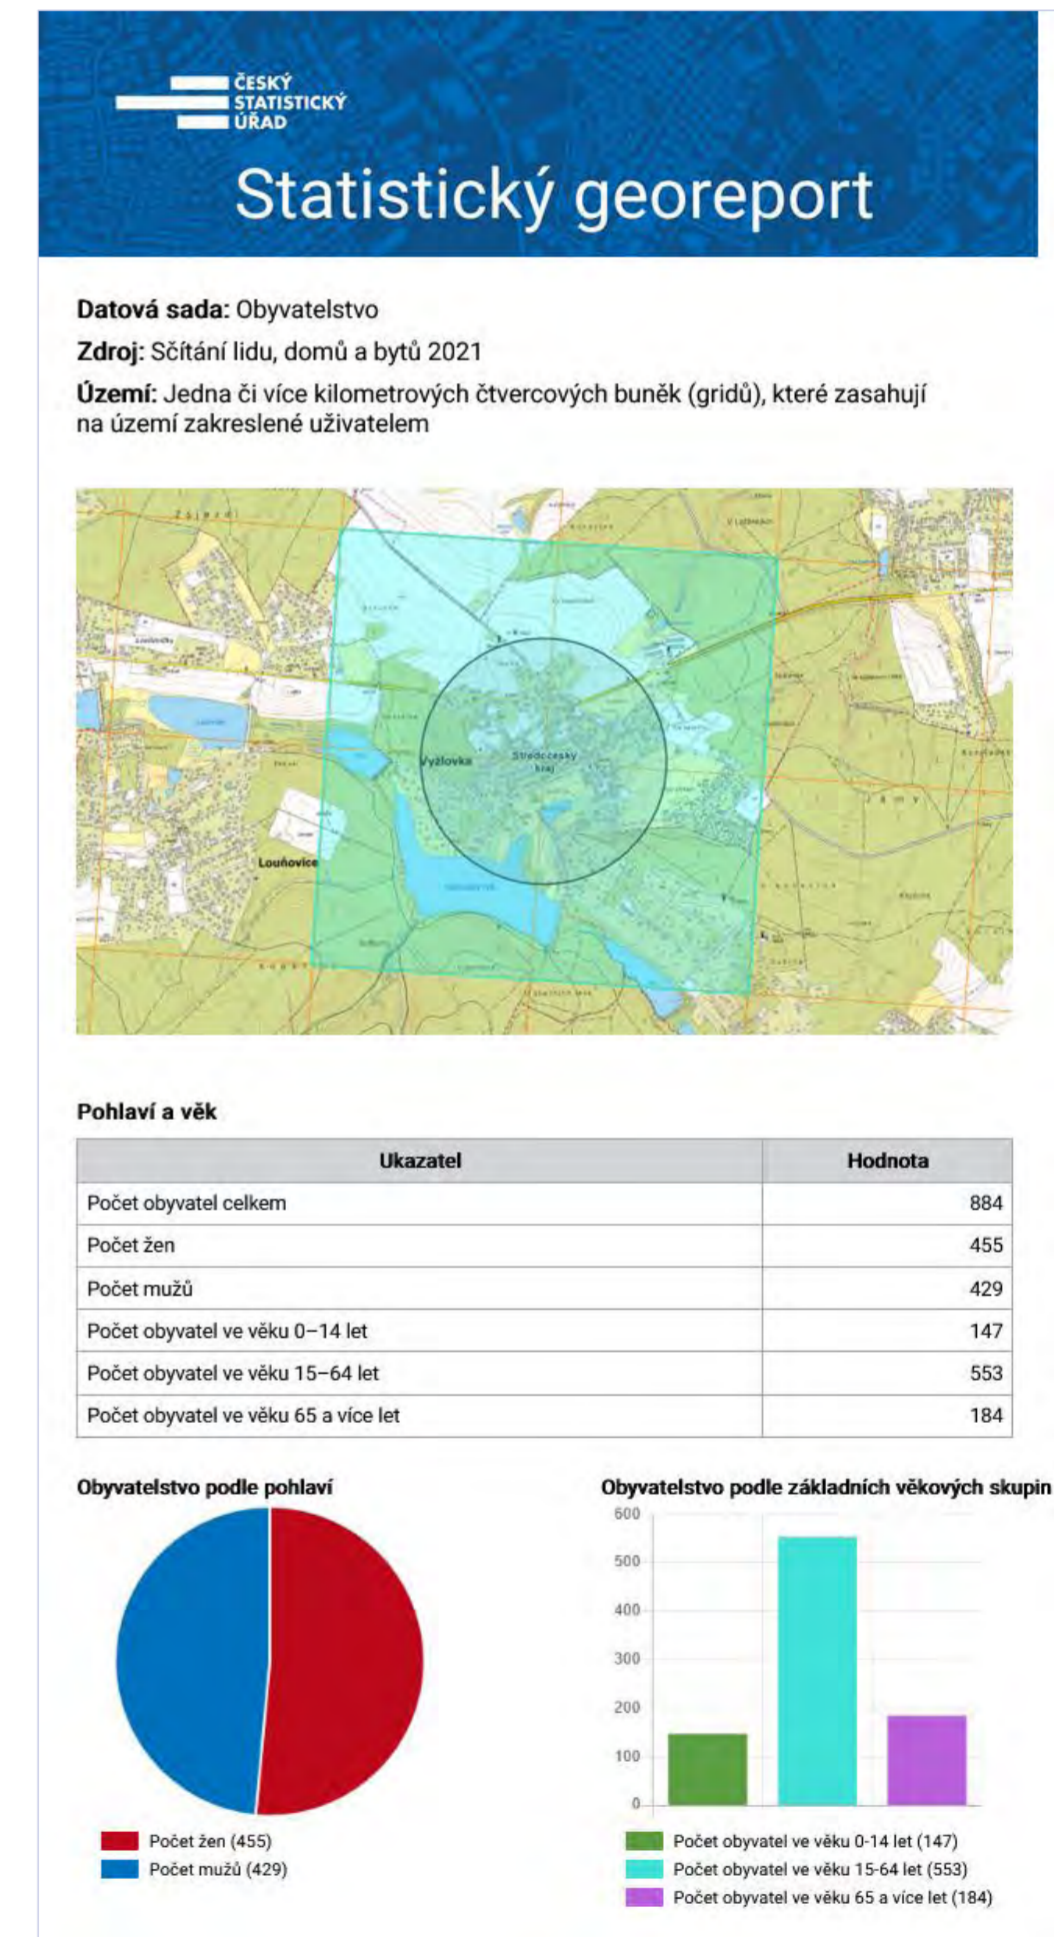 ČESKÝ
STATISTICKÝ
ÚŘAD
Statistický georeport
Datová sada: Obyvatelstvo
Zdroj: Sčítání lidu, domů a bytů 2021
Území: Jedna či více kilometrových čtvercových buněk (gridů), které zasahují
na území zakreslené uživatelem
Vyžlovka
Středočeský
kraj
Louňovice
Jámy
Pohlaví a věk
Ukazatel Hodnota
Počet obyvatel celkem 884
Počet žen 455
Počet mužů 429
Počet obyvatel ve věku 0–14 let 147
Počet obyvatel ve věku 15–64 let 553
Počet obyvatel ve věku 65 a více let 184
Obyvatelstvo podle pohlaví
Počet žen (455)
Počet mužů (429)
Obyvatelstvo podle základních věkových skupin
600
500
400
300
200
100
0
Počet obyvatel ve věku 0-14 let (147)
Počet obyvatel ve věku 15-64 let (553)
Počet obyvatel ve věku 65 a více let (184)